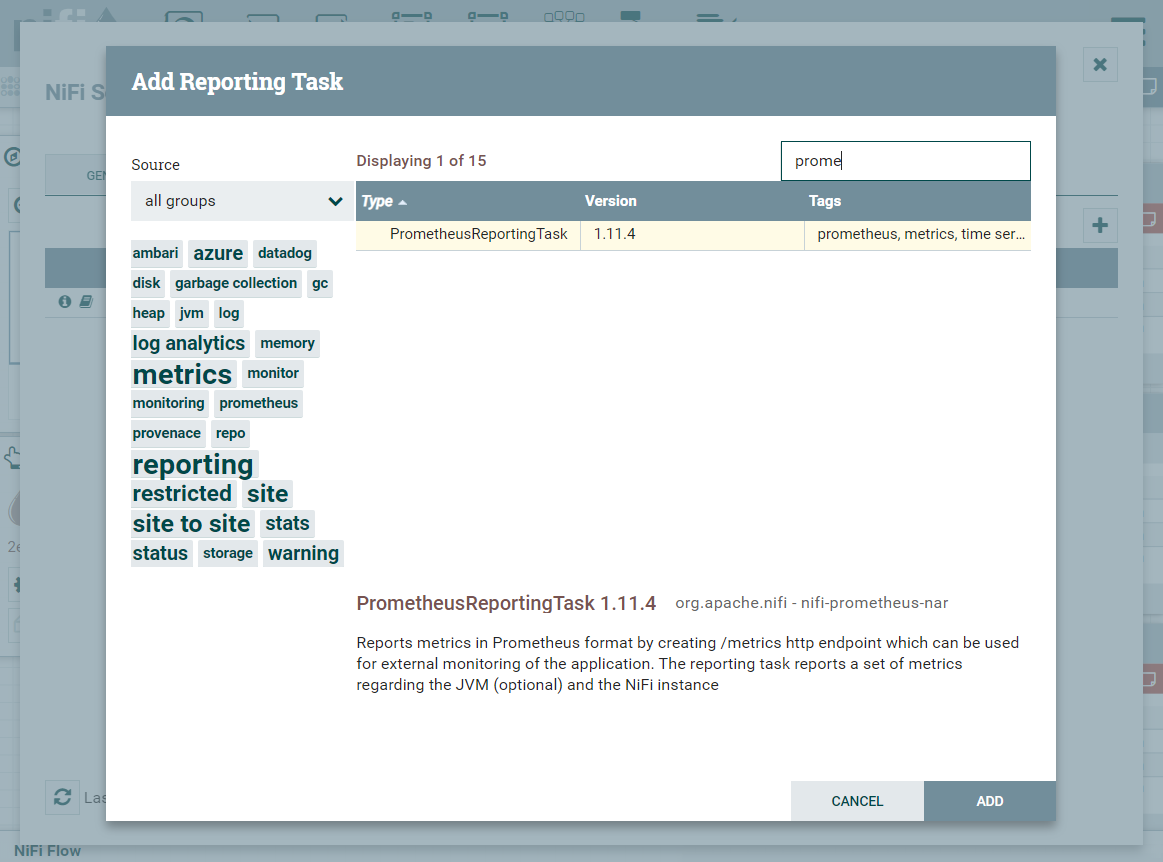 nifi
NiFi S
GEN
Add Reporting Task
Source
Displaying 1 of 15
prome
all groups
Type Version Tags
PrometheusReportingTask 1.11.4 prometheus, metrics, time ser...
ambari azure datadog
disk garbage collection gc
heap jvm log
log analytics memory
metrics monitor
monitoring prometheus
provenace repo
reporting
restricted site
site to site stats
status storage warning
PrometheusReportingTask 1.11.4 org.apache.nifi - nifi-prometheus-nar
Reports metrics in Prometheus format by creating /metrics http endpoint which can be used
for external monitoring of the application. The reporting task reports a set of metrics
regarding the JVM (optional) and the NiFi instance
2e
Las
CANCEL ADD
NiFi Flow